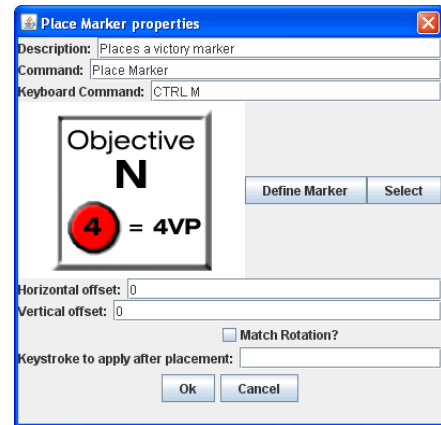 Place Marker properties
Description: Places a victory marker
Command: Place Marker
Keyboard Command: CTRL M
Objective
N
4 = 4VP
Define Marker Select
Horizontal offset: 0
Vertical offset: 0
Match Rotation?
Keystroke to apply after placement:
Ok Cancel